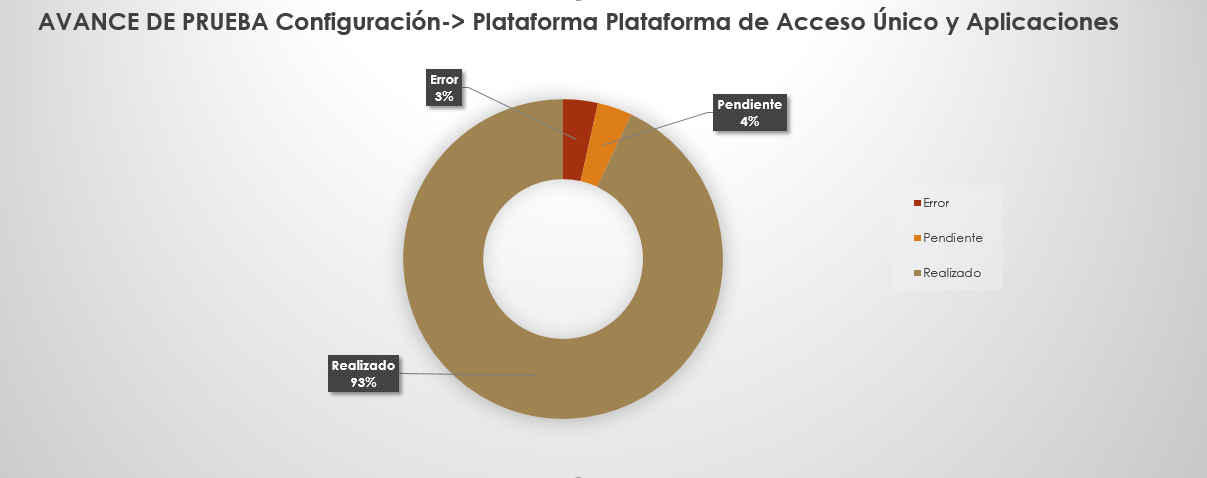 AVANCE DE PRUEBA Configuración-> Plataforma Plataforma de Acceso Único y Aplicaciones
Error
3%
Pendiente
4%
Error
Pendiente
Realizado
Realizado
93%